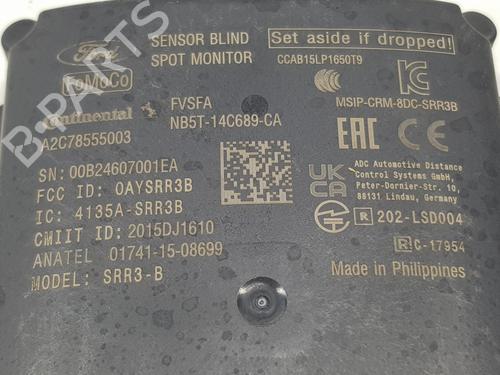 Ford
SENSOR BLIND
SPOT MONITOR
Set aside if dropped!
CCAB15LP1650T9
FoMoCo
MSIP-CRM-8DC-SRR3B
Continental
FVSFA
NB5T-14C689-CA
A2C78555003
EAC CE
SN: 00B24607001EA
FCC ID: OAYSRR3B
IC: 4135A-SRR3B
CMIIT ID: 2015DJ1610
ANATEL 01741-15-08699
MODEL: SRR3-B
UK
CA
ADC Automotive Distance
Control Systems GmbH,
Peter-Dornier-Str. 10,
88131 Lindau, Germany
R 202-LSD004
R C-17954
Made in Philippines
B-PARTS